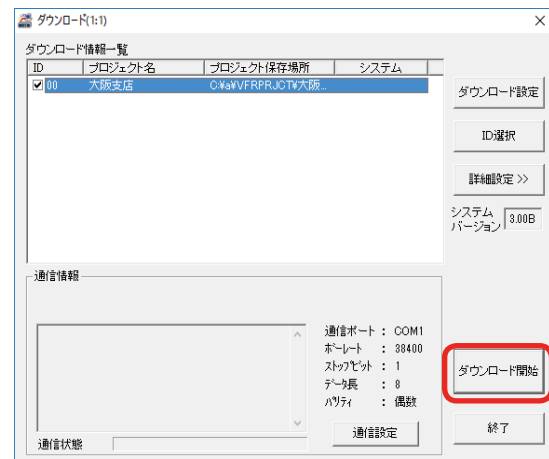 ダウンロード(1:1)
ダウンロード情報一覧
ID プロジェクト名 プロジェクト保存場所 システム
00 大阪支店 C:¥a¥VFRPRJCT¥大阪...
ダウンロード設定
ID選択
詳細設定 >>
システム
バージョン 3.00B
通信情報
通信ポート : COM1
ボーレート : 38400
ストップビット : 1
データ長 : 8
パリティ : 偶数
通信設定
通信状態
ダウンロード開始
終了